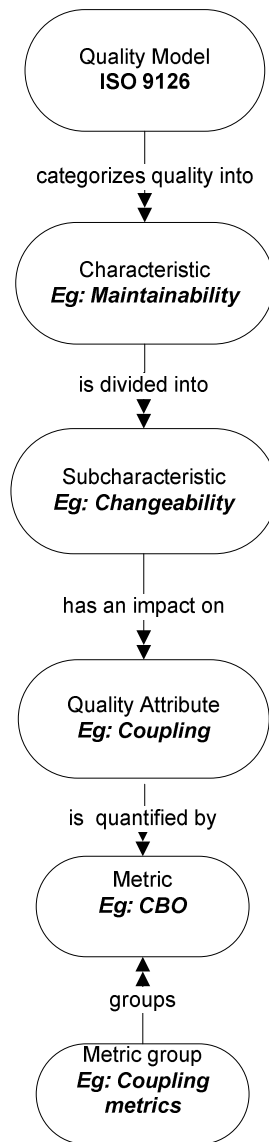 Quality Model
ISO 9126
categorizes quality into
Characteristic
Eg: Maintainability
is divided into
Subcharacteristic
Eg: Changeability
has an impact on
Quality Attribute
Eg: Coupling
is quantified by
Metric
Eg: CBO
groups
Metric group
Eg: Coupling
metrics